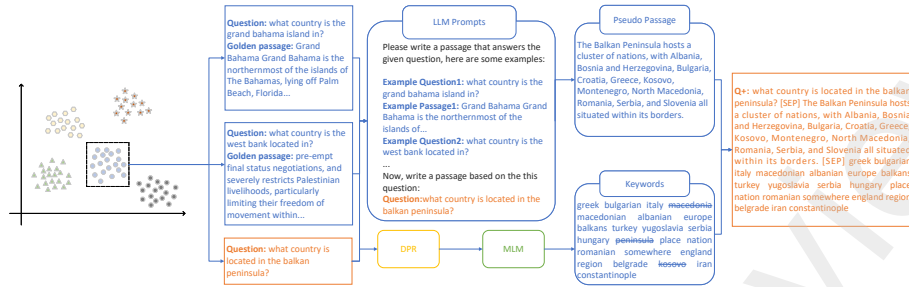 Question: what country is the
grand bahama island in?
Golden passage: Grand
Bahama Grand Bahama is the
northernmost of the islands of
The Bahamas, lying off Palm
Beach, Florida...
Question: what country is the
west bank located in?
Golden passage: pre-empt
final status negotiations, and
severely restricts Palestinian
livelihoods, particularly
limiting their freedom of
movement within...
Question: what country is
located in the balkan
peninsula?
LLM Prompts
Please write a passage that answers the
given question, here are some examples:
Example Question1: what country is the
grand bahama island in?
Example Passage1: Grand Bahama Grand
Bahama is the northernmost of the
islands of...
Example Question2: what country is the
west bank located in?
...
Now, write a passage based on the this
question:
Question:what country is located in the
balkan peninsula?
DPR
MLM
Pseudo Passage
The Balkan Peninsula hosts a
cluster of nations, with Albania,
Bosnia and Herzegovina, Bulgaria,
Croatia, Greece, Kosovo,
Montenegro, North Macedonia,
Romania, Serbia, and Slovenia all
situated within its borders.
Keywords
greek bulgarian italy macedonia
macedonian albanian europe
balkans turkey yugoslavia serbia
hungary peninsula place nation
romanian somewhere england
region belgrade kosovo iran
constantinople
Q+: what country is located in the balkan
peninsula? [SEP] The Balkan Peninsula hosts
a cluster of nations, with Albania, Bosnia
and Herzegovina, Bulgaria, Croatia, Greece,
Kosovo, Montenegro, North Macedonia,
Romania, Serbia, and Slovenia all situated
within its borders. [SEP] greek bulgarian
italy macedonian albanian europe balkans
turkey yugoslavia serbia hungary place
nation romanian somewhere england region
belgrade iran constantinople